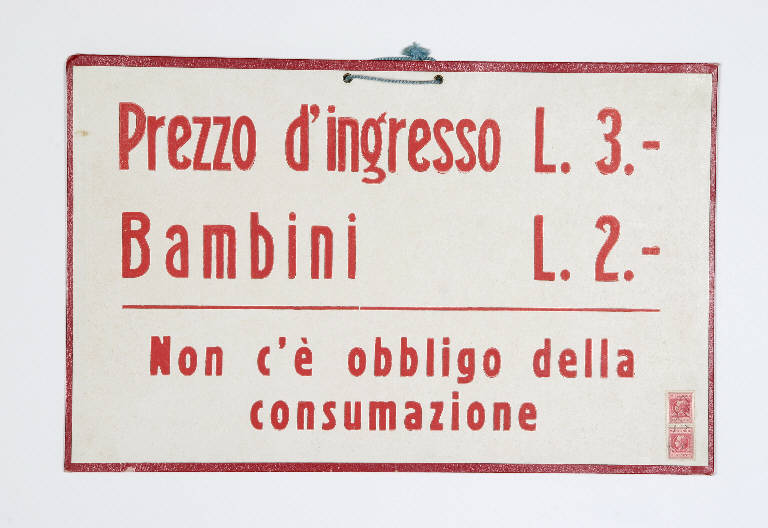 Prezzo d'ingresso L. 3.-
Bambini L. 2.-
Non c'è obbligo della
consumazione